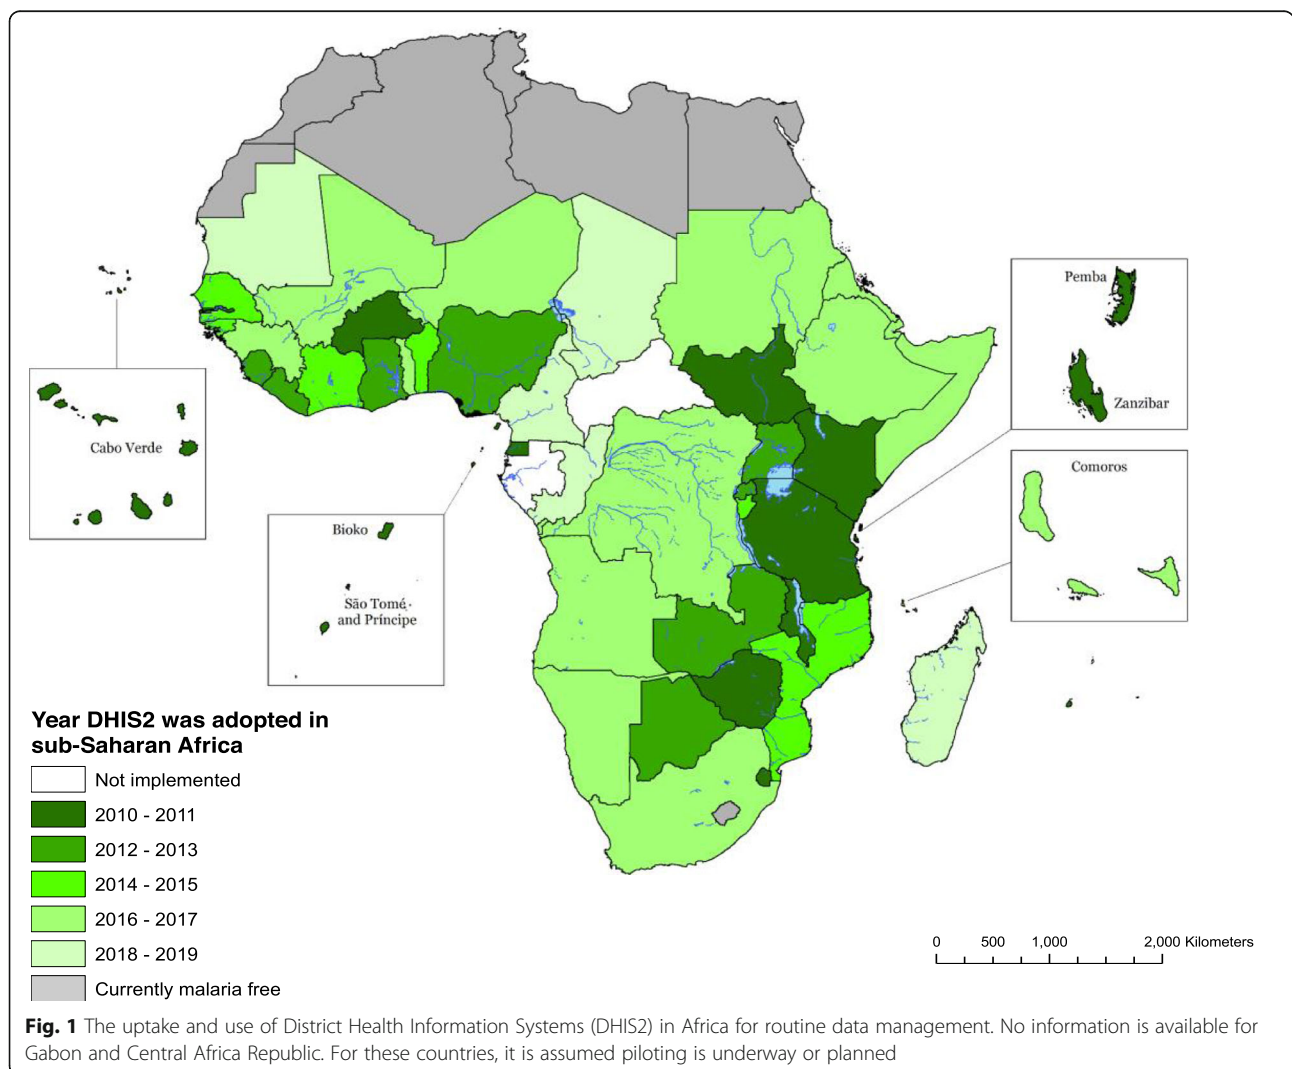 Pemba
Zanzibar
Cabo Verde
Comoros
Bioko
São Tomé
and Príncipe
Year DHIS2 was adopted in
sub-Saharan Africa
Not implemented
2010 - 2011
2012 - 2013
2014 - 2015
2016 - 2017
2018 - 2019
Currently malaria free
0 500 1,000 2,000 Kilometers
Fig. 1 The uptake and use of District Health Information Systems (DHIS2) in Africa for routine data management. No information is available for
Gabon and Central Africa Republic. For these countries, it is assumed piloting is underway or planned